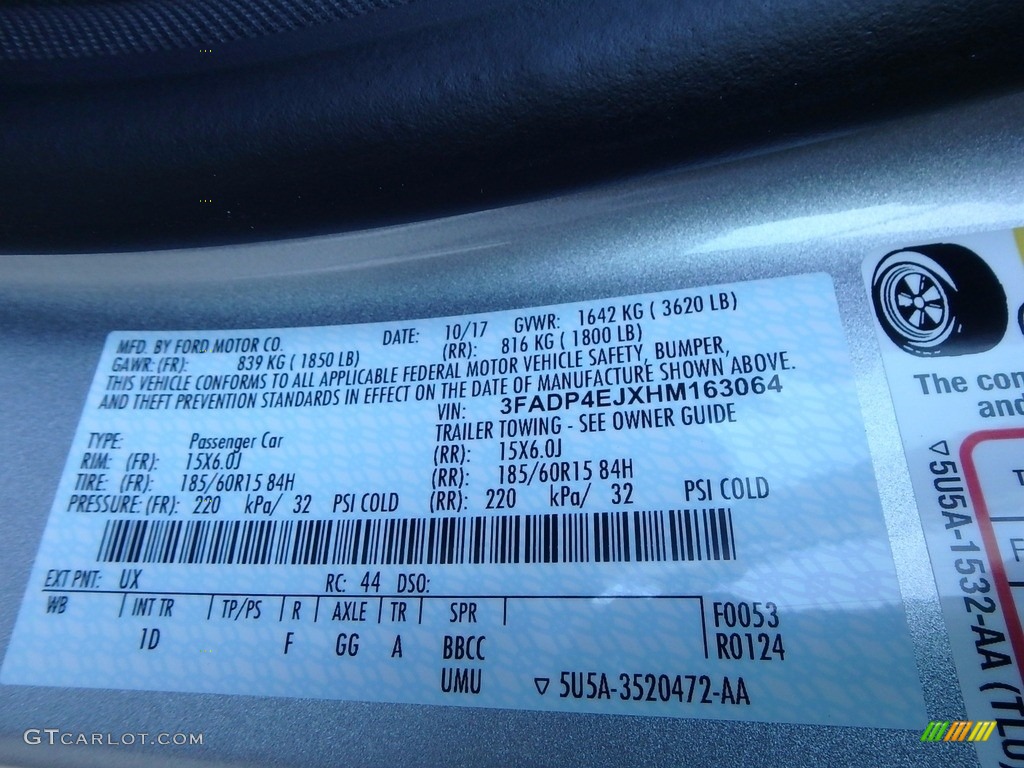 MFD. BY FORD MOTOR CO. DATE: 10/17 GVWR: 1642 KG ( 3620 LB)
GAWR: (FR): 839 KG ( 1850 LB) (RR): 816 KG ( 1800 LB)
THIS VEHICLE CONFORMS TO ALL APPLICABLE FEDERAL MOTOR VEHICLE SAFETY, BUMPER,
AND THEFT PREVENTION STANDARDS IN EFFECT ON THE DATE OF MANUFACTURE SHOWN ABOVE.
VIN: 3FADP4EJXHM163064
TRAILER TOWING - SEE OWNER GUIDE
TYPE: Passenger Car
RIM: (FR): 15X6.0J (RR): 15X6.0J
TIRE: (FR): 185/60R15 84H (RR): 185/60R15 84H
PRESSURE: (FR): 220 kPa/ 32 PSI COLD (RR): 220 kPa/ 32 PSI COLD
EXT PNT: UX RC: 44 DSO:
WB INT TR TP/PS R AXLE TR SPR F0053
1D F GG A BBCC R0124
UMU ▽ 5U5A-3520472-AA
The con
and
▽5U5A-1532-AA (TLU
GTCARLOT.COM